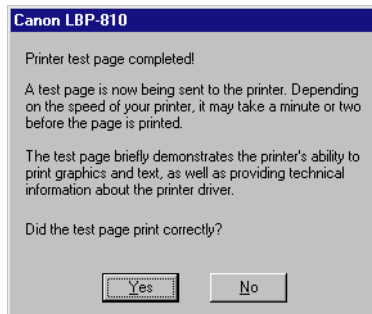 Canon LBP-810
Printer test page completed!
A test page is now being sent to the printer. Depending
on the speed of your printer, it may take a minute or two
before the page is printed.
The test page briefly demonstrates the printer's ability to
print graphics and text, as well as providing technical
information about the printer driver.
Did the test page print correctly?
Yes No